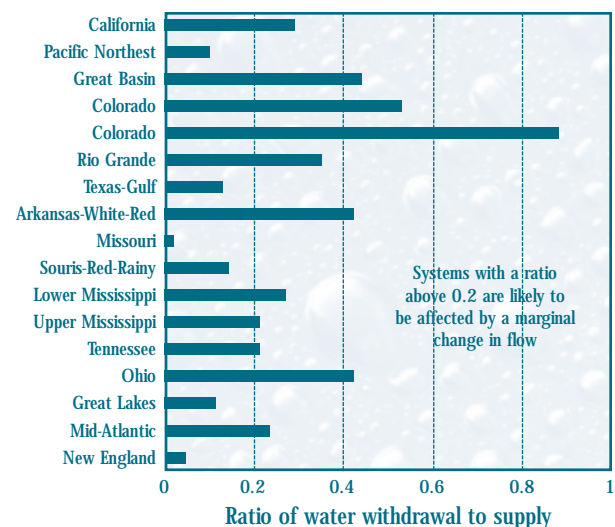 California
Pacific Northest
Great Basin
Colorado
Colorado
Rio Grande
Texas-Gulf
Arkansas-White-Red
Missouri
Souris-Red-Rainy
Lower Mississippi
Upper Mississippi
Tennessee
Ohio
Great Lakes
Mid-Atlantic
New England
Systems with a ratio
above 0.2 are likely to
be affected by a marginal
change in flow
0 0.2 0.4 0.6 0.8 1
Ratio of water withdrawal to supply